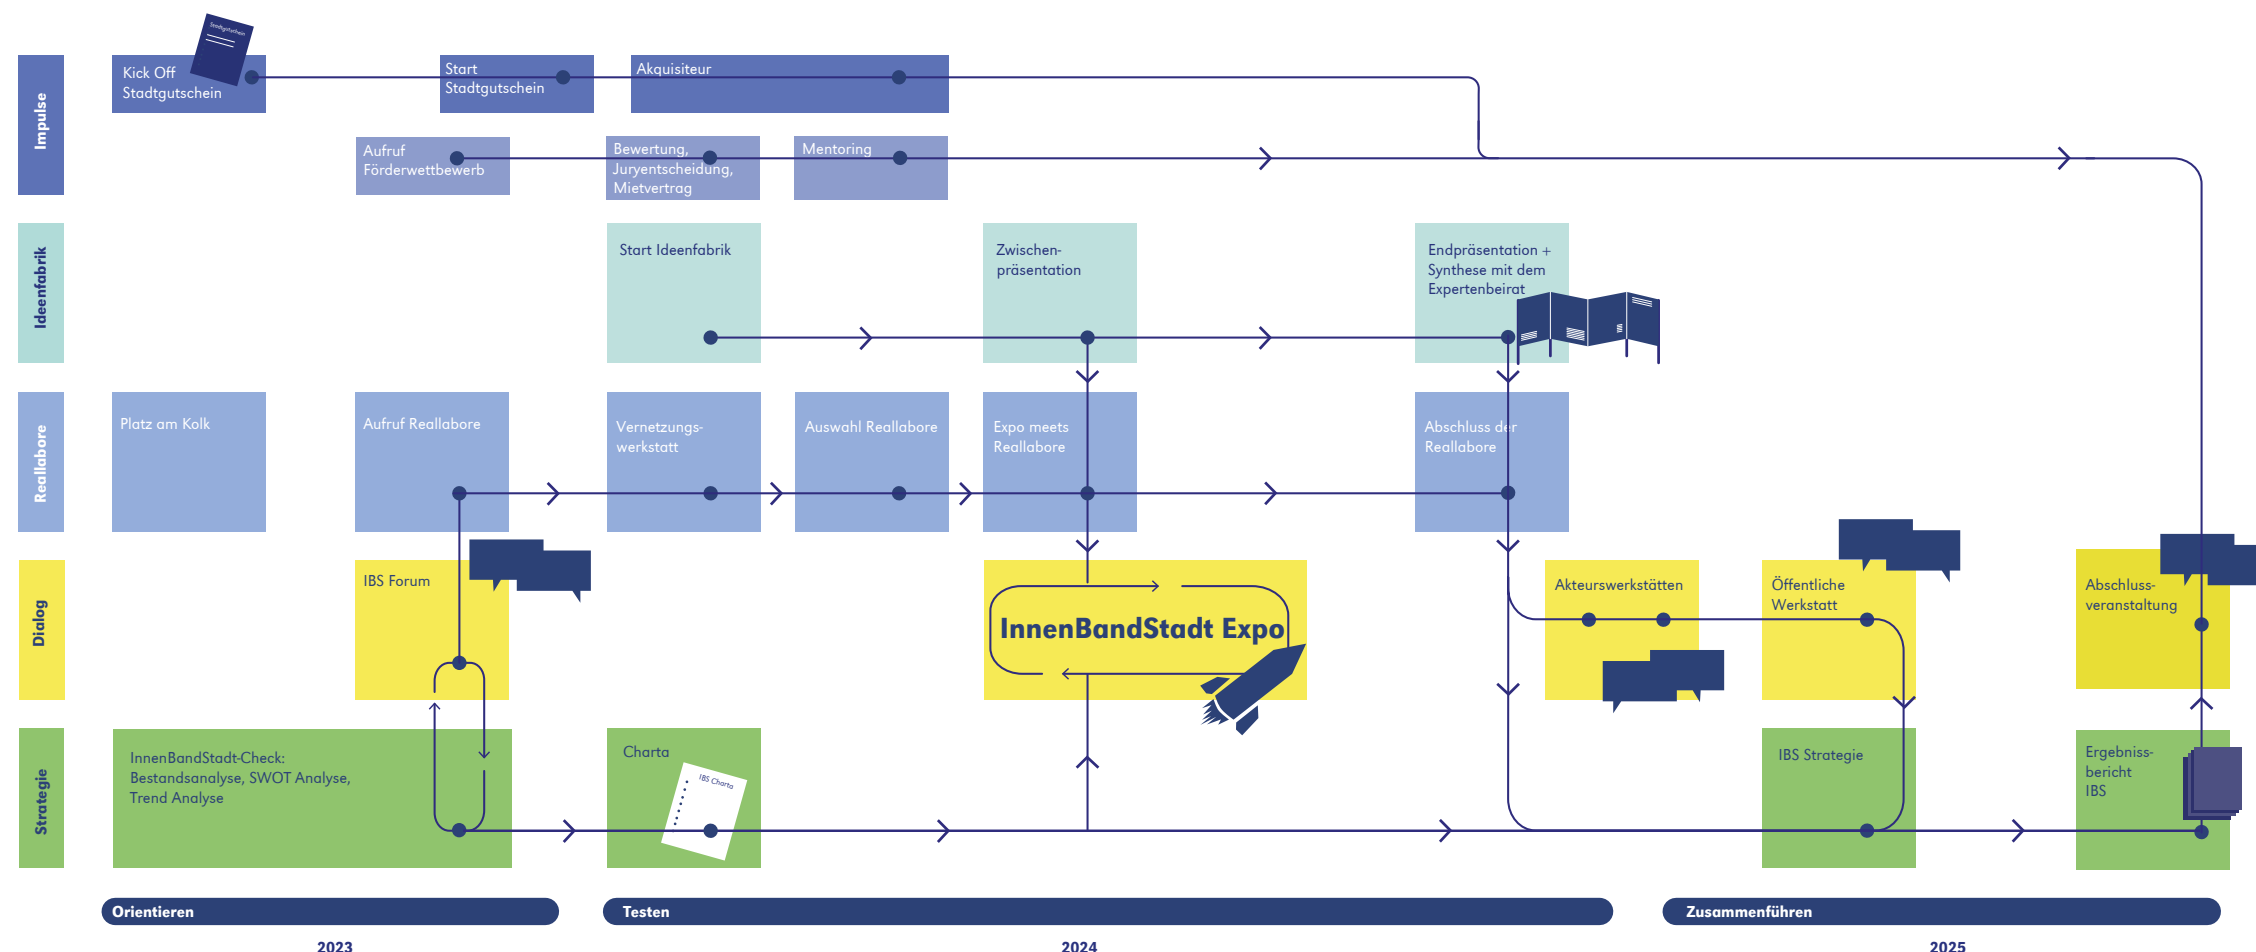 Stadtgutschein
Impulse
Kick Off
Stadtgutschein
Start
Stadtgutschein
Akquisiteur
Aufruf
Förderwettbewerb
Bewertung,
Juryentscheidung,
Mietvertrag
Mentoring
Ideenfabrik
Start Ideenfabrik
Zwischen-
präsentation
Endpräsentation +
Synthese mit dem
Expertenbeirat
Reallabore
Platz am Kolk
Aufruf Reallabore
Vernetzungs-
werkstatt
Auswahl Reallabore
Expo meets
Reallabore
Abschluss der
Reallabore
Dialog
IBS Forum
InnenBandStadt Expo
Akteurswerkstätten
Öffentliche
Werkstatt
Abschluss-
veranstaltung
Strategie
InnenBandStadt-Check:
Bestandsanalyse, SWOT Analyse,
Trend Analyse
Charta
IBS Charta
IBS Strategie
Ergebniss-
bericht
IBS
Orientieren
Testen
Zusammenführen
2023
2024
2025